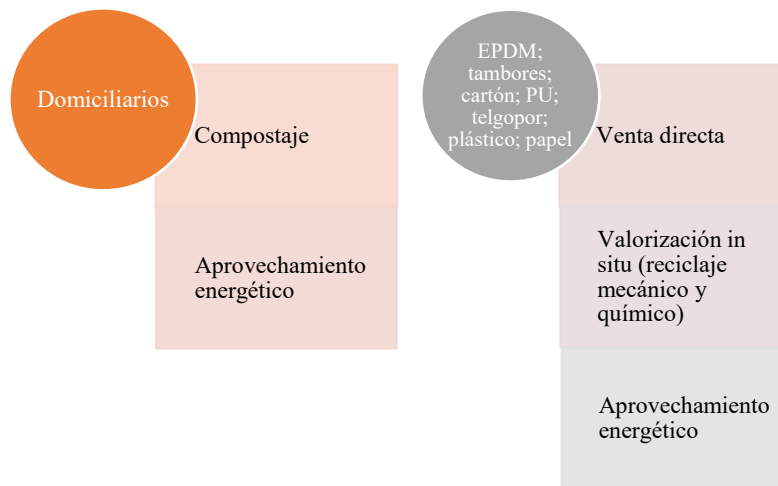 Domiciliarios
Compostaje
Aprovechamiento
energético
EPDM;
tambores;
cartón; PU;
telgopor;
plástico; papel
Venta directa
Valorización in
situ (reciclaje
mecánico y
químico)
Aprovechamiento
energético